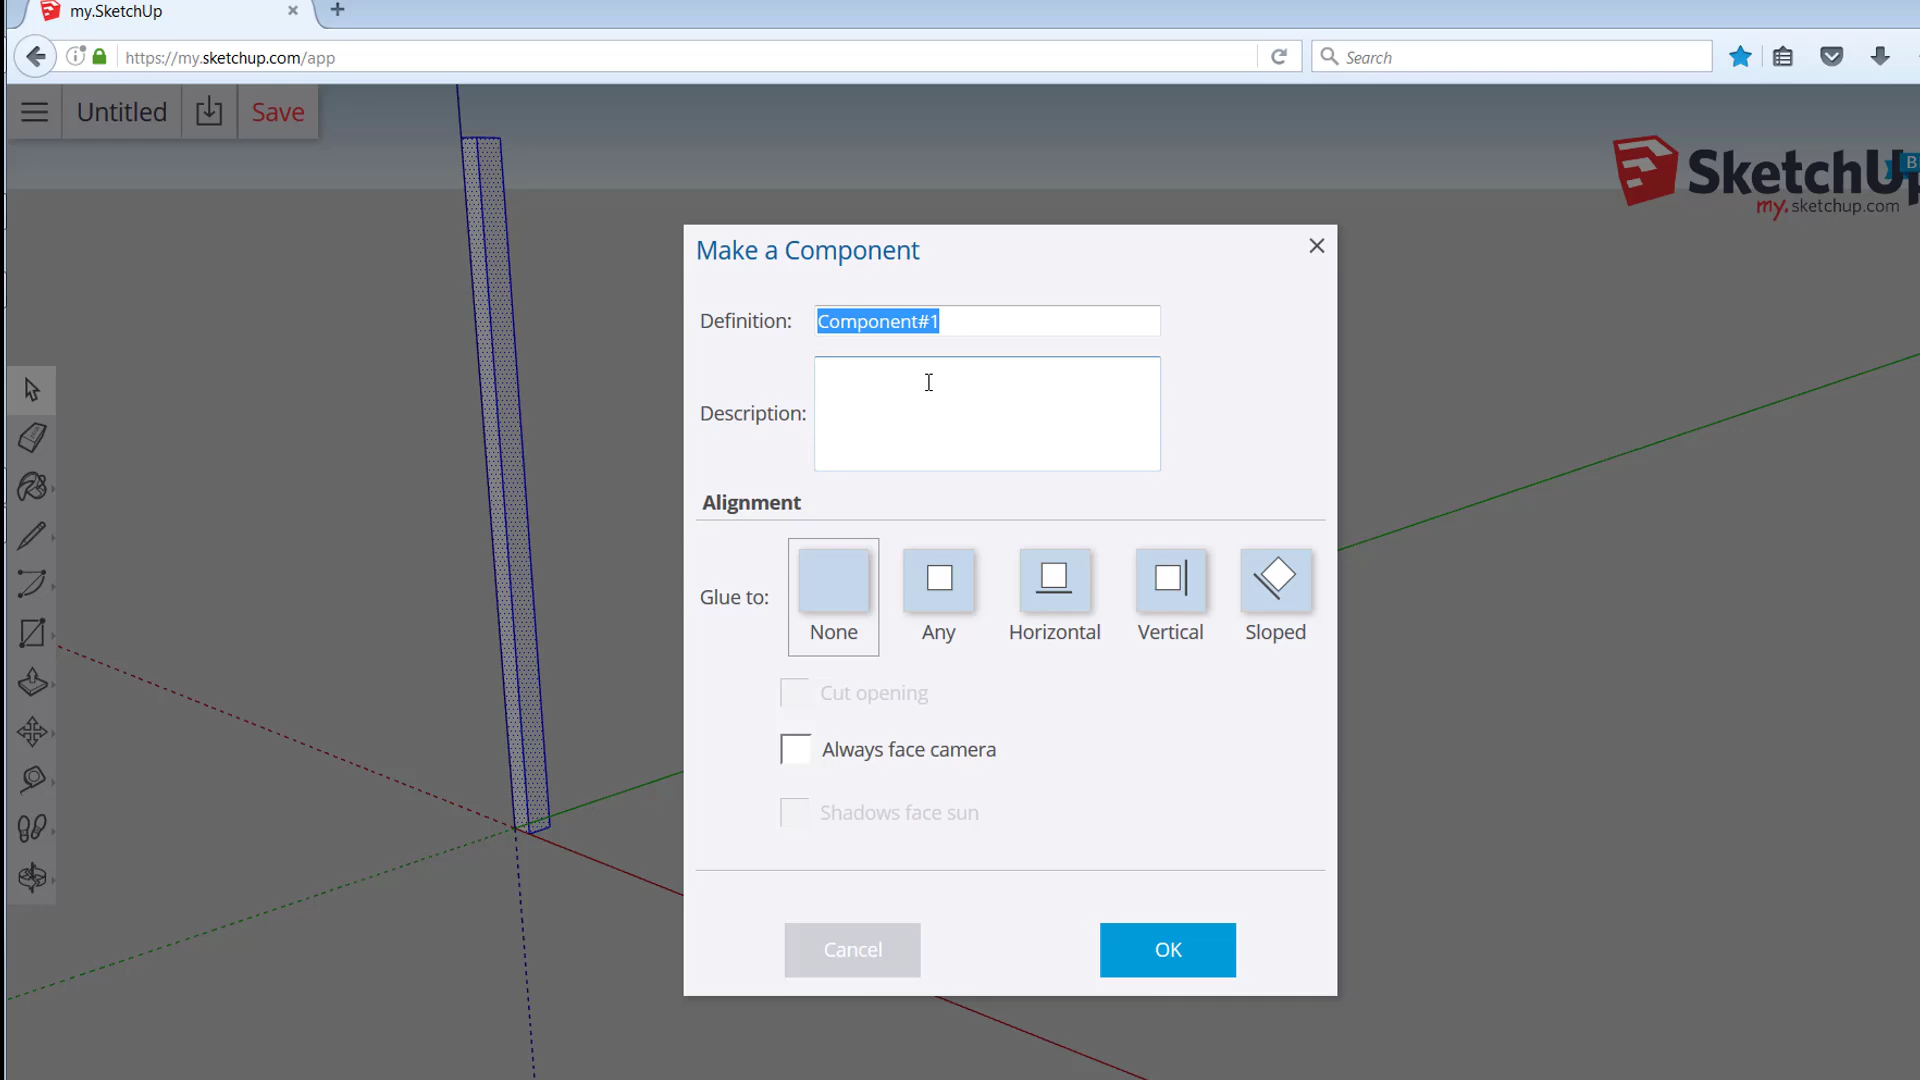 my.SketchUp
https://my.sketchup.com/app
Search
Untitled
Save
SketchUp
B
my.sketchup.com
Make a Component
Definition:
Component#1
Description:
Alignment
Glue to:
None
Any
Horizontal
Vertical
Sloped
Cut opening
Always face camera
Shadows face sun
Cancel
OK